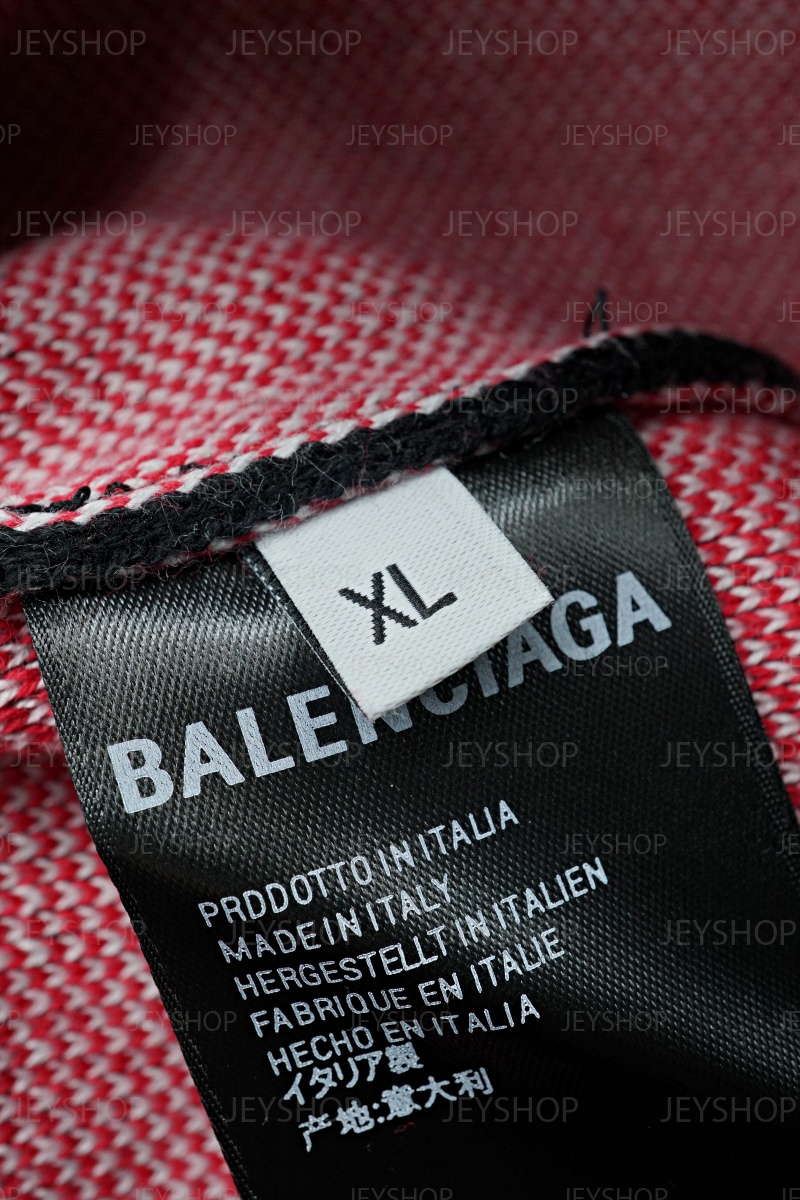 JEYSHOP
XL
BALENCIAGA
PRDDOTTO IN ITALIA
MADE IN ITALY
HERGESTELLT IN ITALIEN
FABRIQUE EN ITALIE
HECHO EN ITALIA
イタリア製
产地:意大利